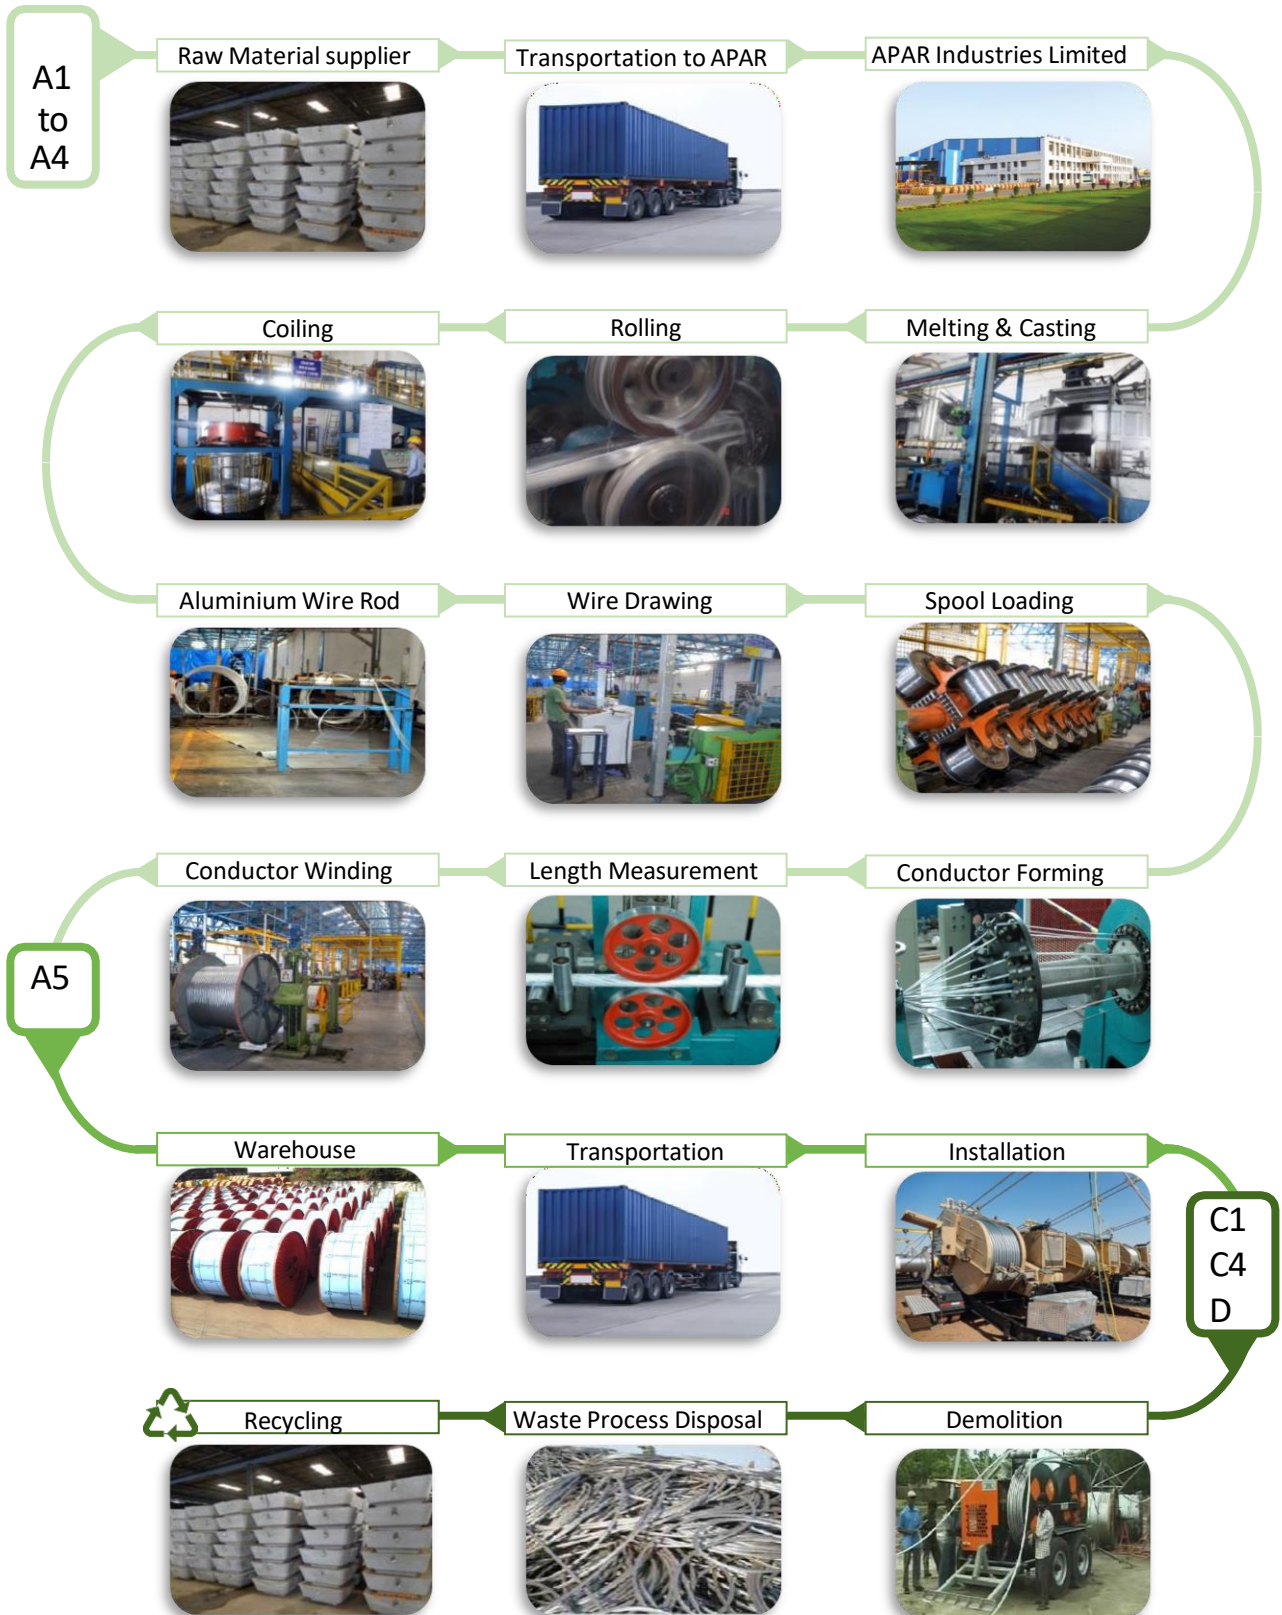 A1
to
A4
Raw Material supplier
Transportation to APAR
APAR Industries Limited
Melting & Casting
Rolling
Coiling
Aluminium Wire Rod
Wire Drawing
Spool Loading
Conductor Forming
Length Measurement
Conductor Winding
A5
Warehouse
Transportation
Installation
C1
C4
D
Demolition
Waste Process Disposal
Recycling